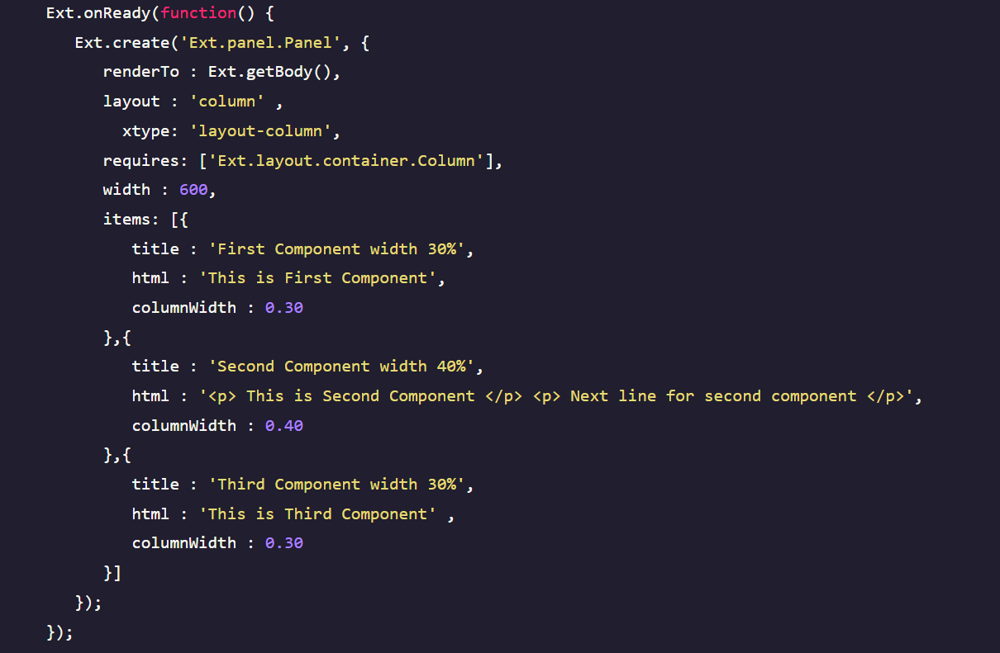 Ext.onReady(function() {
   Ext.create('Ext.panel.Panel', {
      renderTo : Ext.getBody(),
      layout : 'column' ,
        xtype: 'layout-column',
      requires: ['Ext.layout.container.Column'],
      width : 600,
      items: [{
         title : 'First Component width 30%',
         html : 'This is First Component',
         columnWidth : 0.30
      },{
         title : 'Second Component width 40%',
         html : '<p> This is Second Component </p> <p> Next line for second component </p>',
         columnWidth : 0.40
      },{
         title : 'Third Component width 30%',
         html : 'This is Third Component' ,
         columnWidth : 0.30
      }]
   });
});